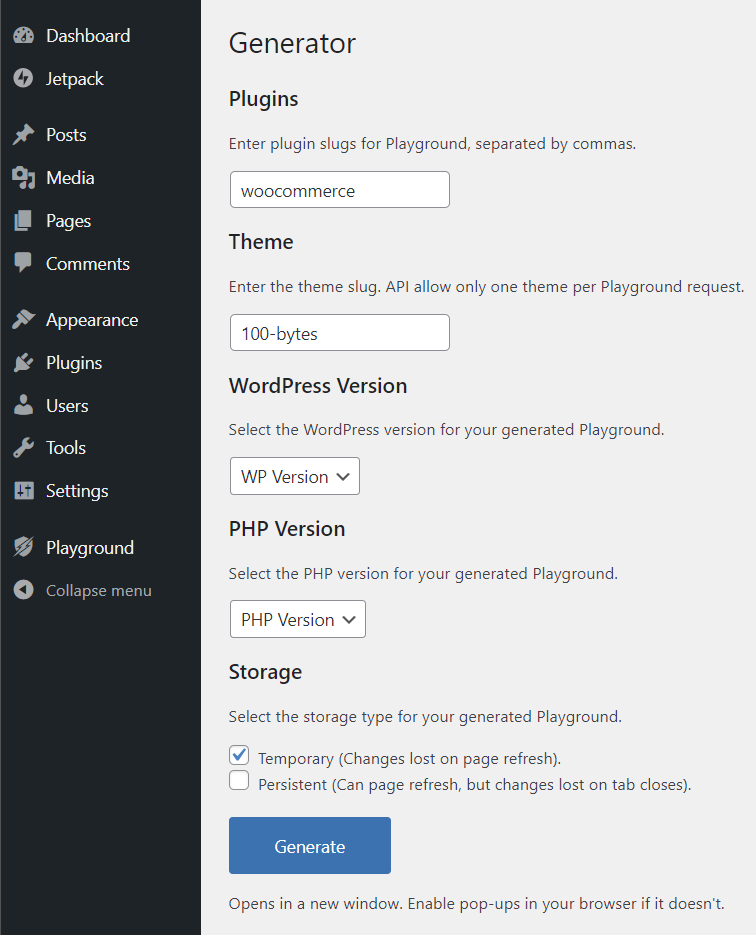 Dashboard
Jetpack
Posts
Media
Pages
Comments
Appearance
Plugins
Users
Tools
Settings
Playground
Collapse menu
Generator
Plugins
Enter plugin slugs for Playground, separated by commas.
woocommerce
Theme
Enter the theme slug. API allow only one theme per Playground request.
100-bytes
WordPress Version
Select the WordPress version for your generated Playground.
WP Version
PHP Version
Select the PHP version for your generated Playground.
PHP Version
Storage
Select the storage type for your generated Playground.
Temporary (Changes lost on page refresh).
Persistent (Can page refresh, but changes lost on tab closes).
Generate
Opens in a new window. Enable pop-ups in your browser if it doesn't.